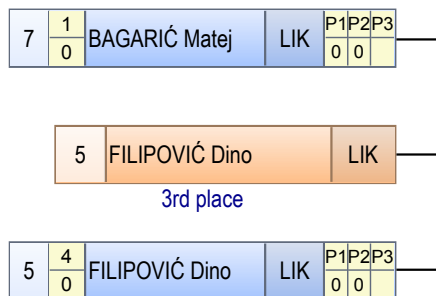 7 1 BAGARIĆ Matej LIK P1 P2 P3
0 0 0
5 FILIPOVIĆ Dino LIK
3rd place
5 4 FILIPOVIĆ Dino LIK P1 P2 P3
0 0 0